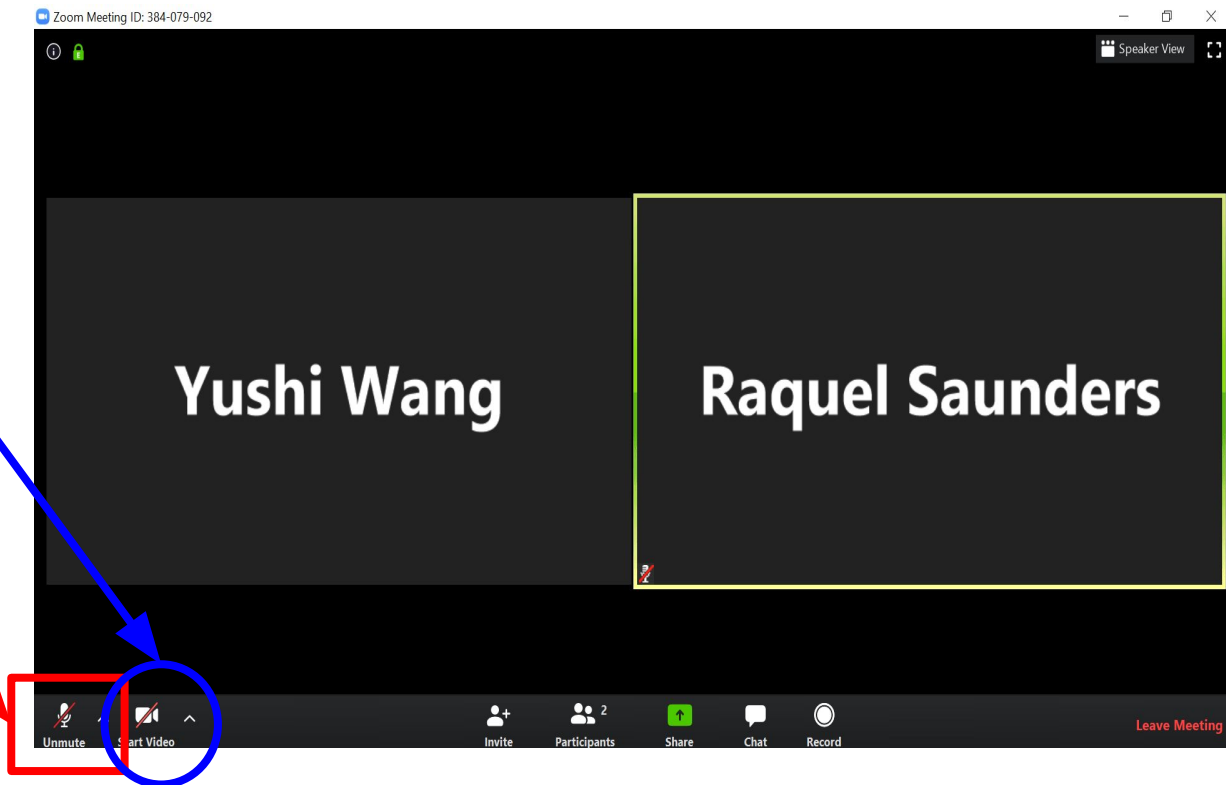 Zoom Meeting ID: 384-079-092
Speaker View
Yushi Wang
Raquel Saunders
Unmute Start Video Invite Participants 2 Share Chat Record Leave Meeting